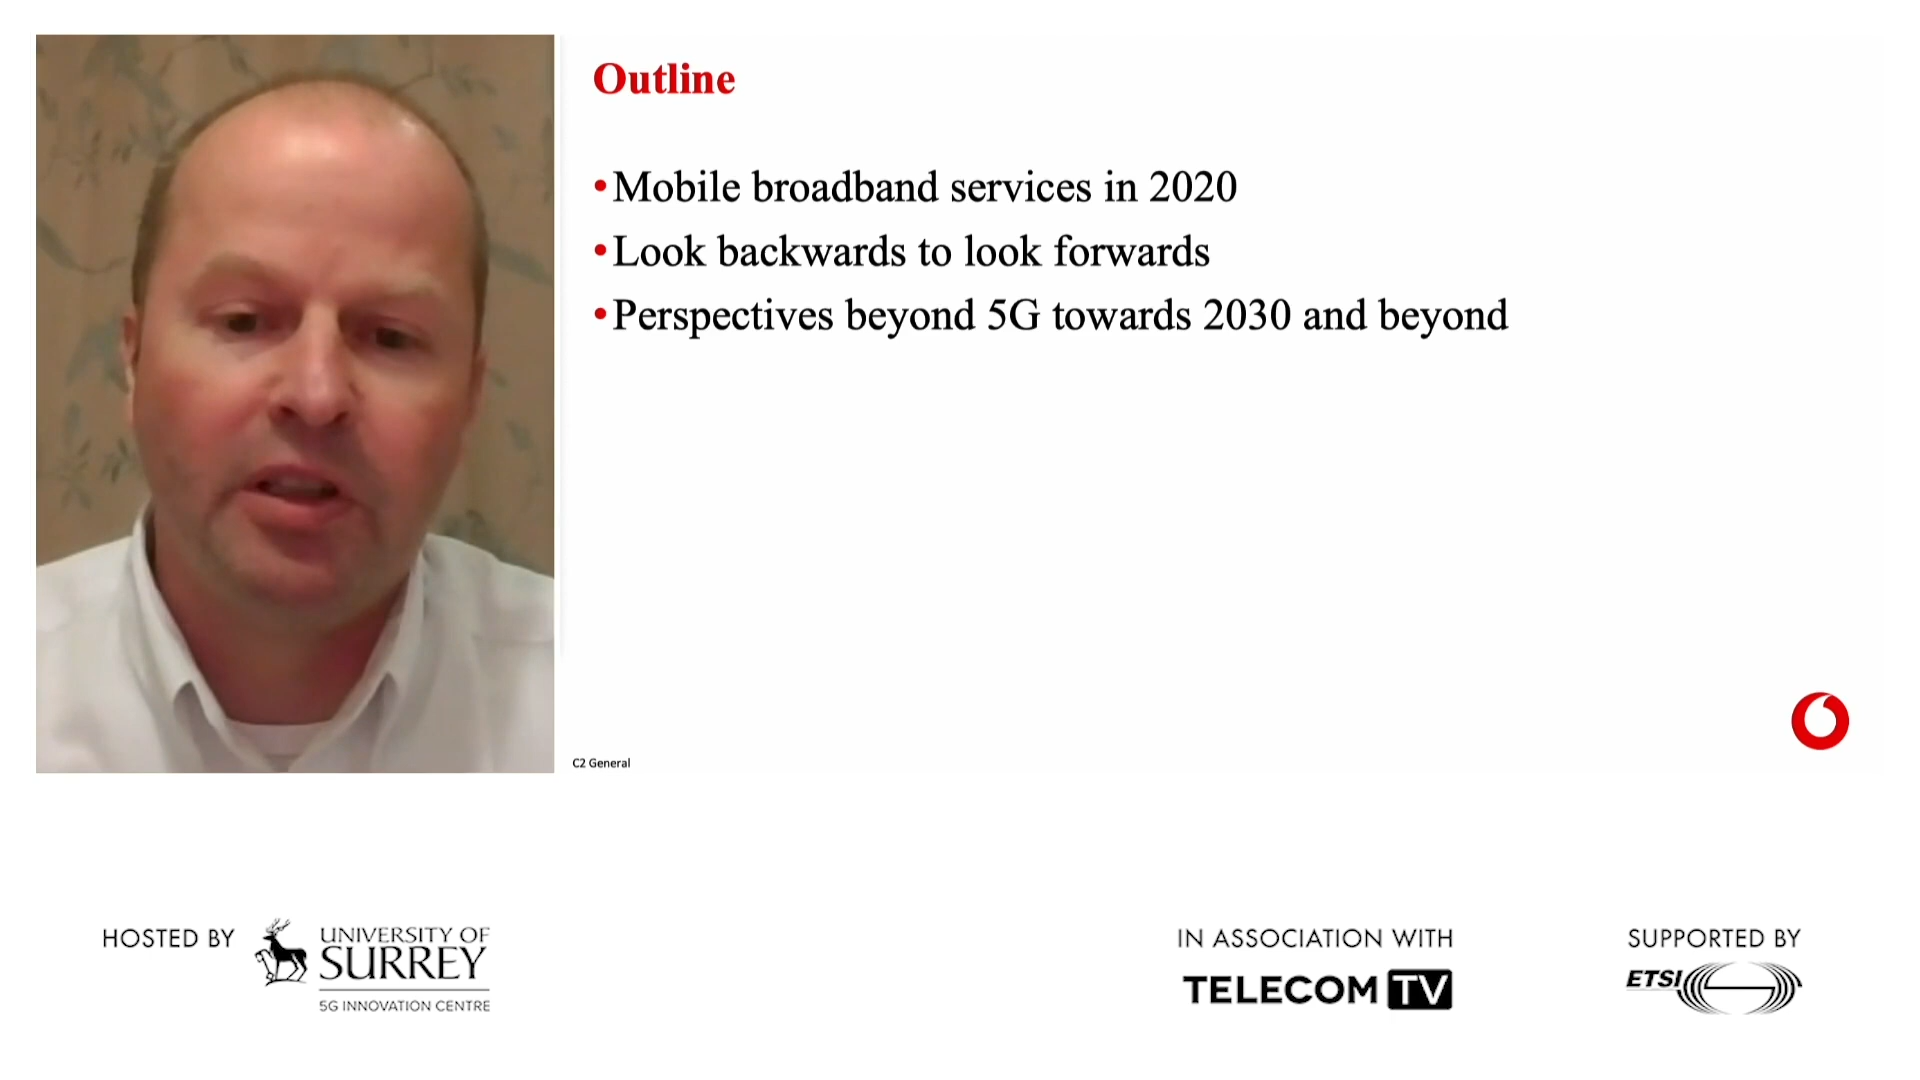 Outline
•Mobile broadband services in 2020
•Look backwards to look forwards
•Perspectives beyond 5G towards 2030 and beyond
C2 General
HOSTED BY
UNIVERSITY OF
SURREY
5G INNOVATION CENTRE
IN ASSOCIATION WITH
TELECOM TV
SUPPORTED BY
ETSI